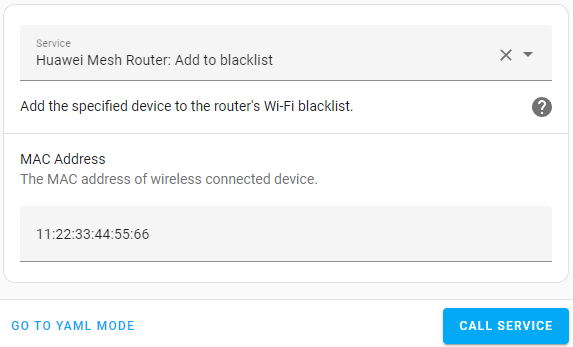 Service
Huawei Mesh Router: Add to blacklist
Add the specified device to the router's Wi-Fi blacklist.
MAC Address
The MAC address of wireless connected device.
11:22:33:44:55:66
GO TO YAML MODE
CALL SERVICE